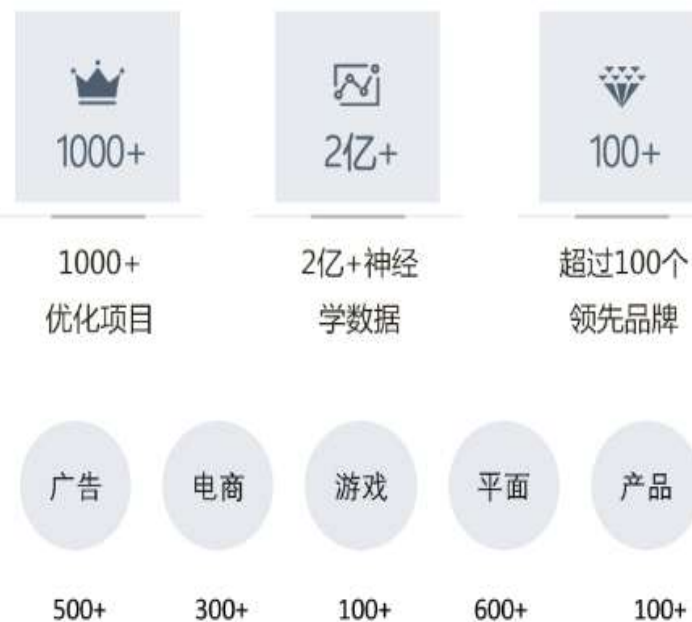 1000+ 2亿+ 100+
1000+ 2亿+神经 超过100个
优化项目 学数据 领先品牌
广告 电商 游戏 平面 产品
500+ 300+ 100+ 600+ 100+